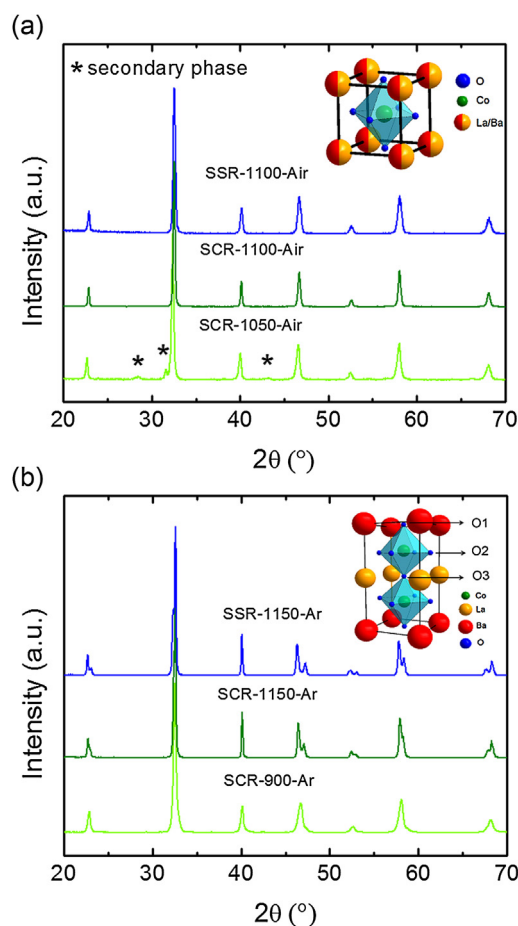 (a)
* secondary phase
O
Co
La/Ba
SSR-1100-Air
SCR-1100-Air
SCR-1050-Air
*
*
*
Intensity (a.u.)
20 30 40 50 60 70
2θ (°)
(b)
O1
O2
O3
Co
La
Ba
O
SSR-1150-Ar
SCR-1150-Ar
SCR-900-Ar
Intensity (a.u.)
20 30 40 50 60 70
2θ (°)